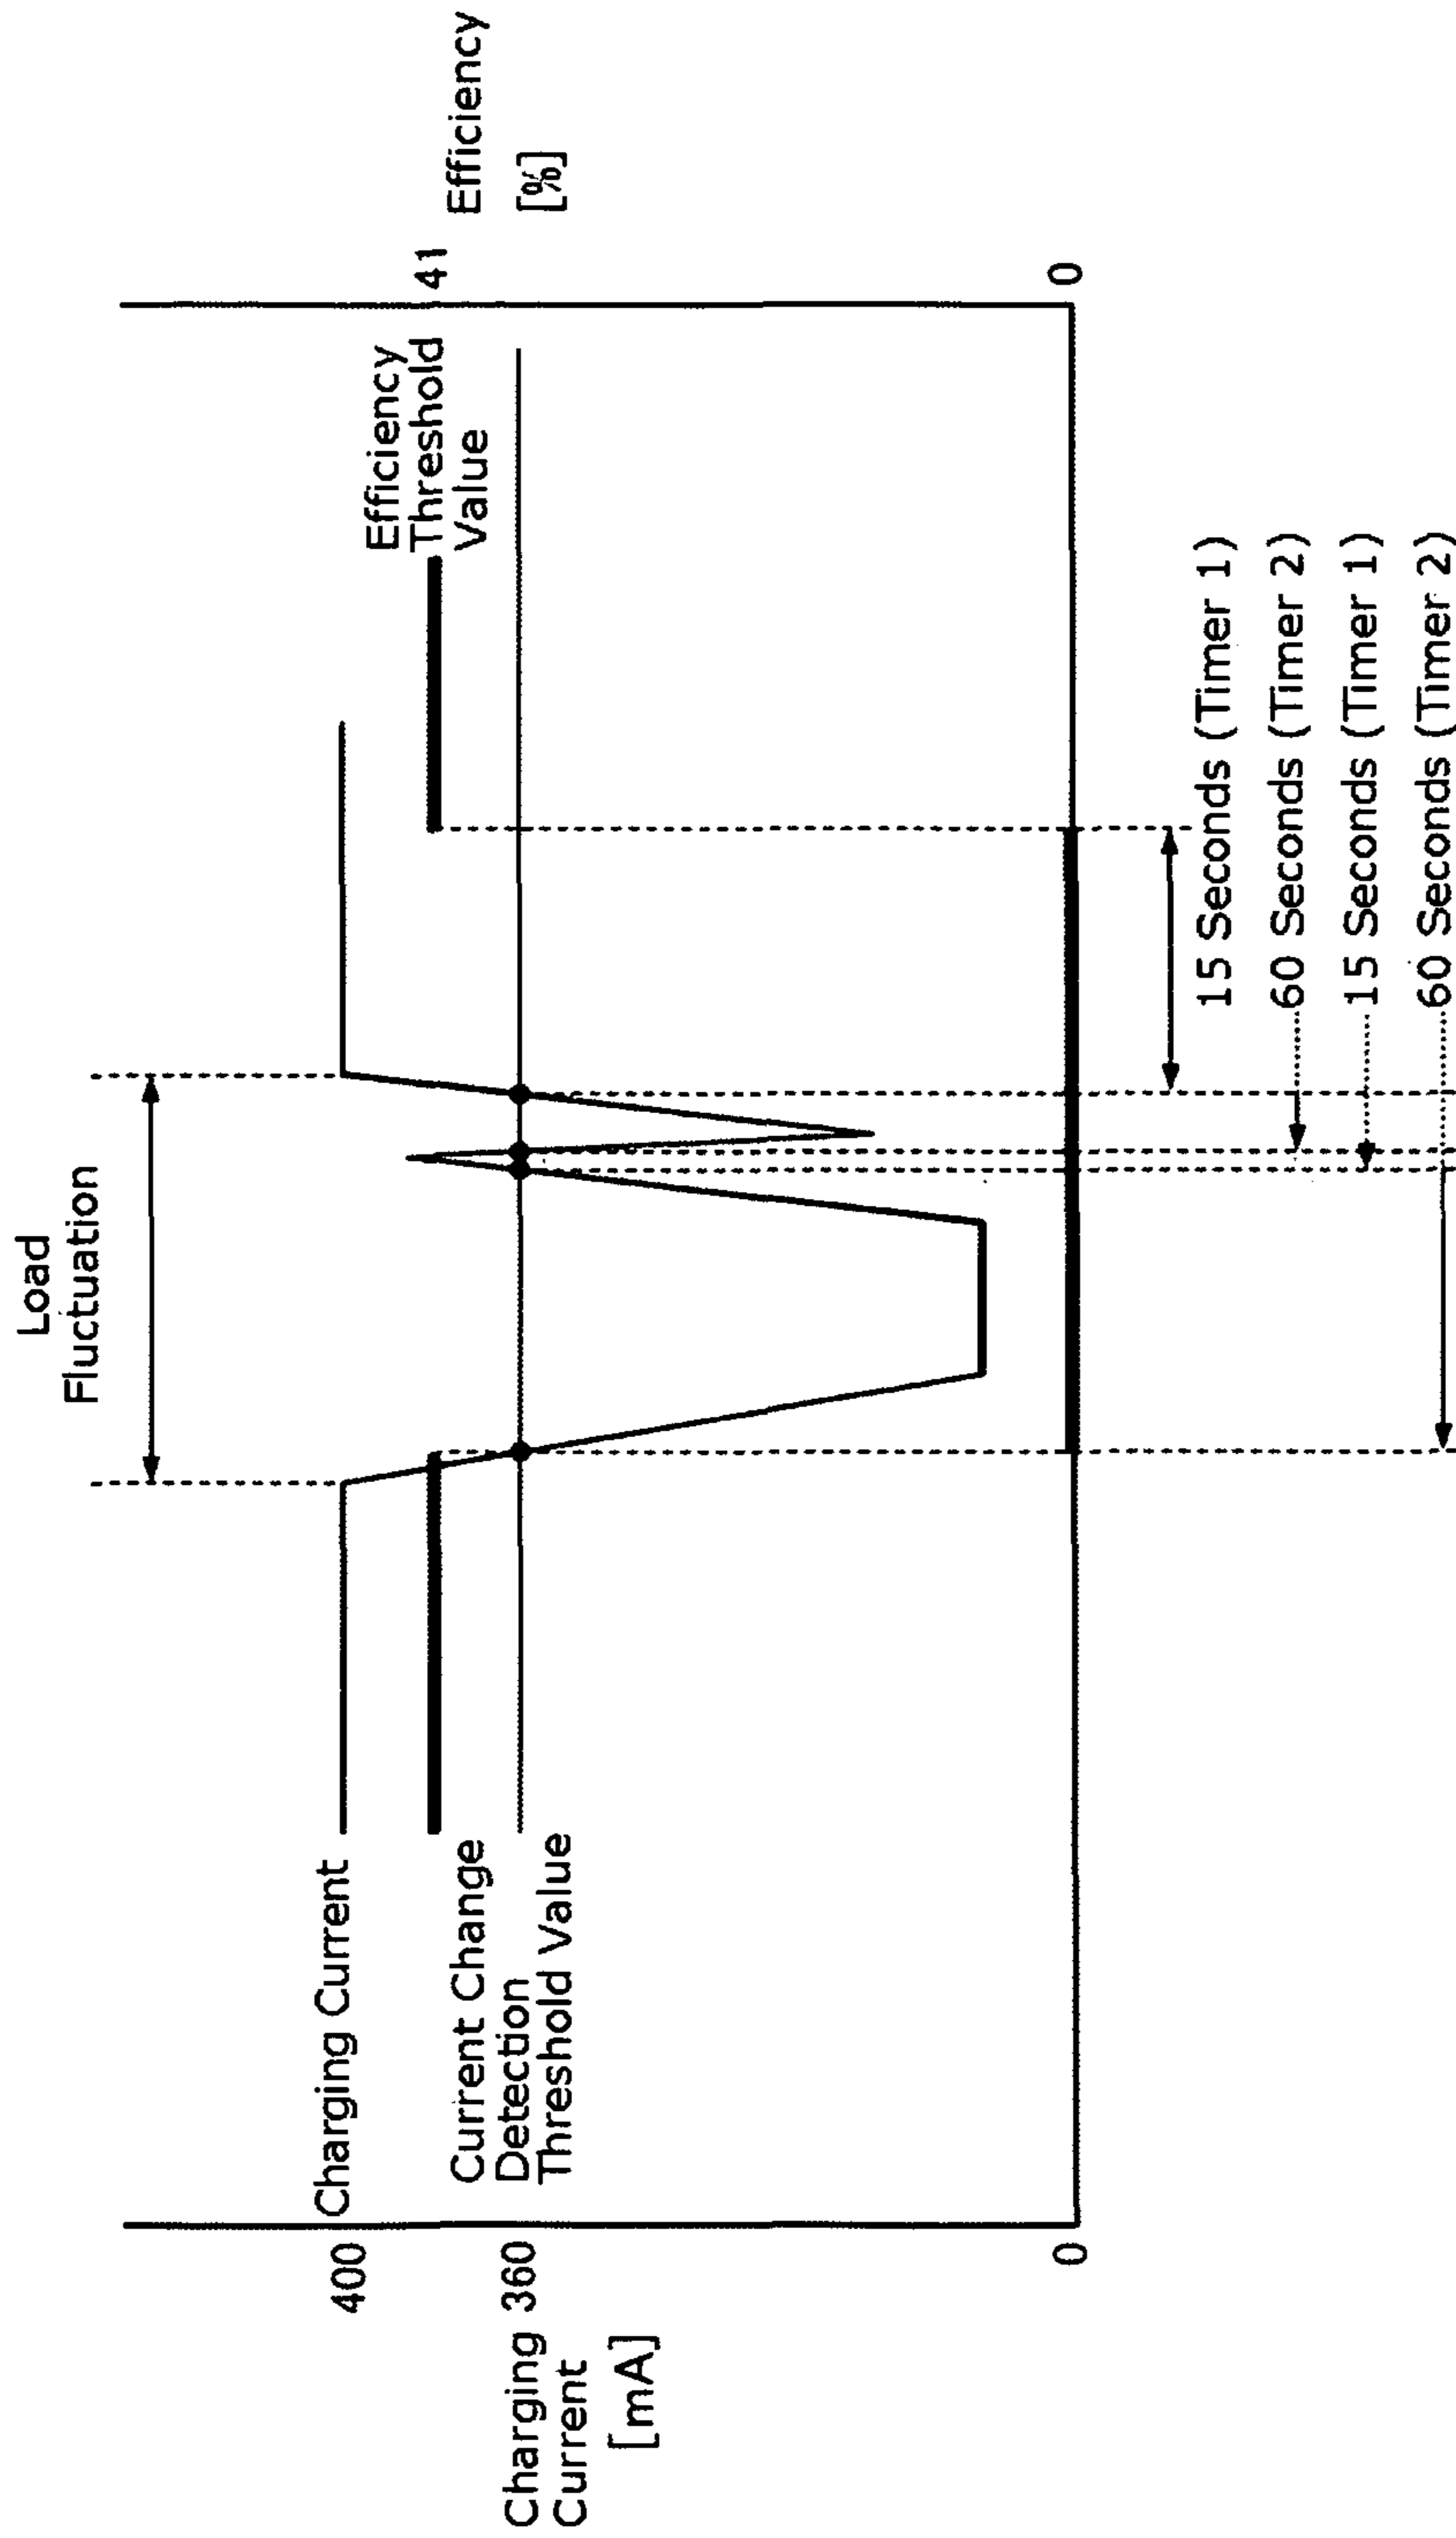 Load
Fluctuation
400
Charging Current
Charging
Current
[mA]
360
Current Change
Detection
Threshold Value
Efficiency
Threshold
Value
41
Efficiency
[%]
0
0
15 Seconds (Timer 1)
60 Seconds (Timer 2)
15 Seconds (Timer 1)
60 Seconds (Timer 2)